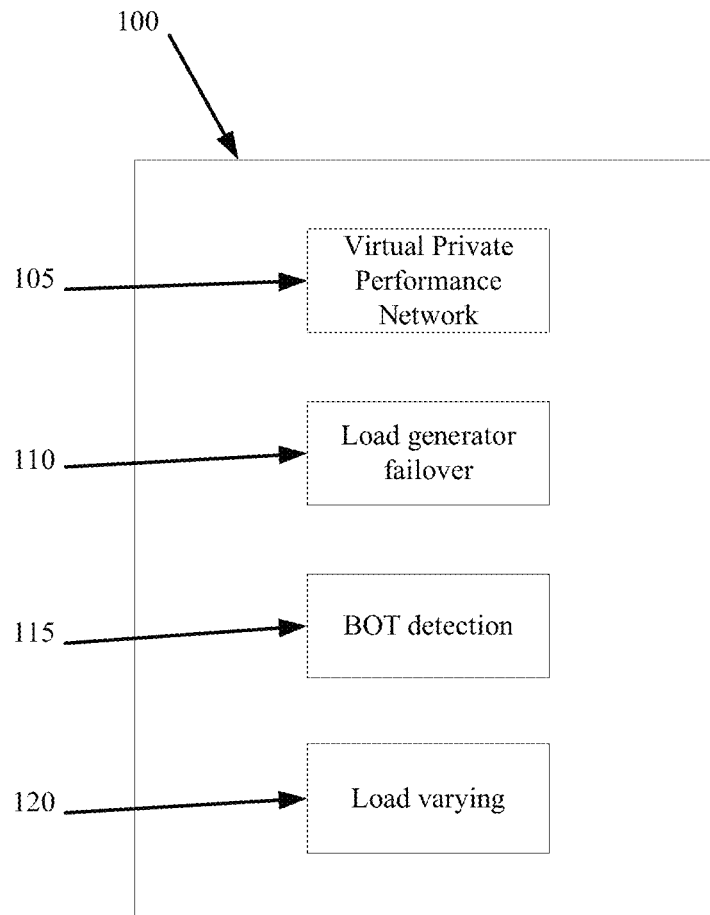 100
105
Virtual Private
Performance
Network
110
Load generator
failover
115
BOT detection
120
Load varying